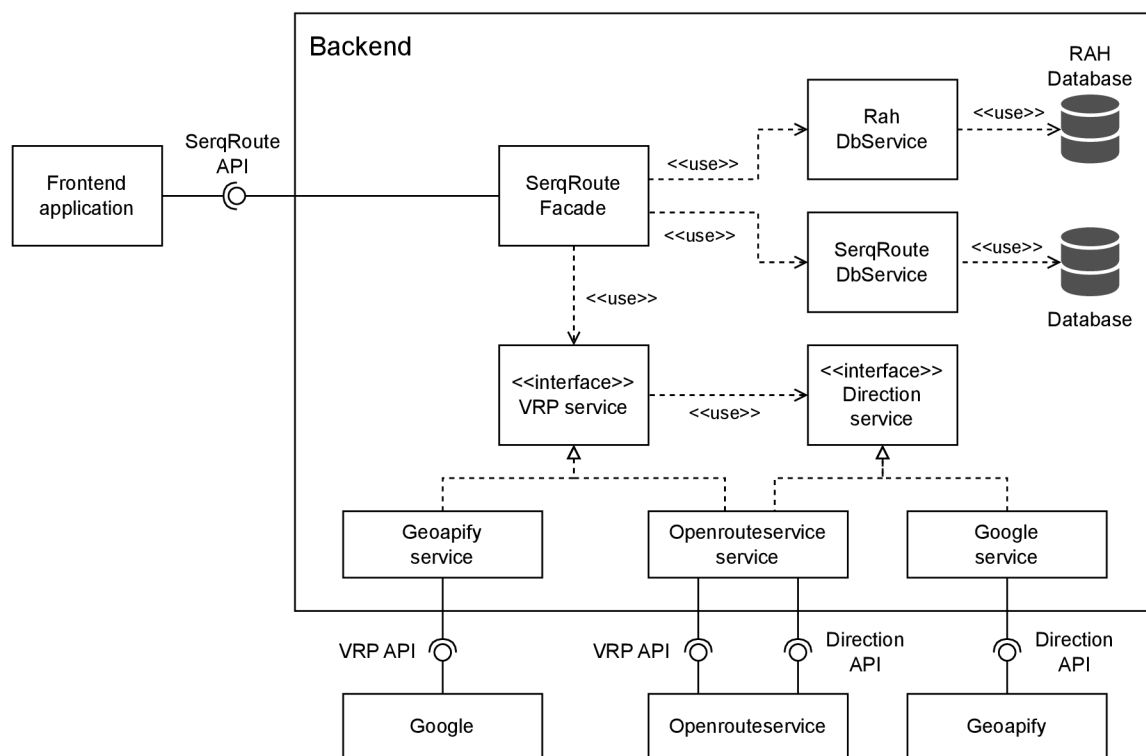 Backend
RAH
Database
Rah
DbService
<<use>>
SerqRoute
API
Frontend
application
SerqRoute
Facade
<<use>>
<<use>>
SerqRoute
DbService
<<use>>
Database
<<use>>
<<interface>>
VRP service
<<use>>
<<interface>>
Direction
service
Geoapify
service
Openrouteservice
service
Google
service
VRP API
VRP API
Direction
API
Direction
API
Google
Openrouteservice
Geoapify